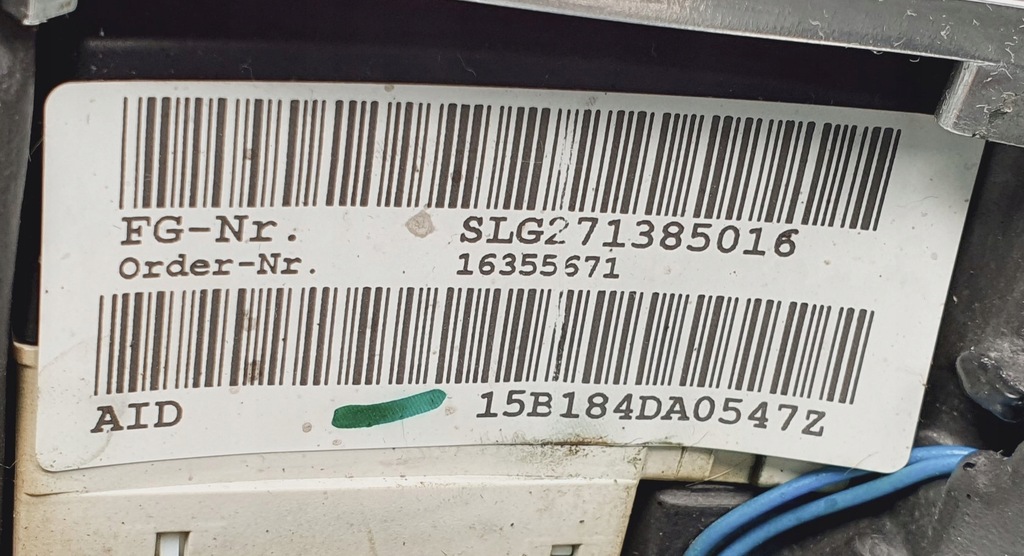 FG-Nr. SLG271385016
Order-Nr. 16355671
AID 15B184DA0547Z